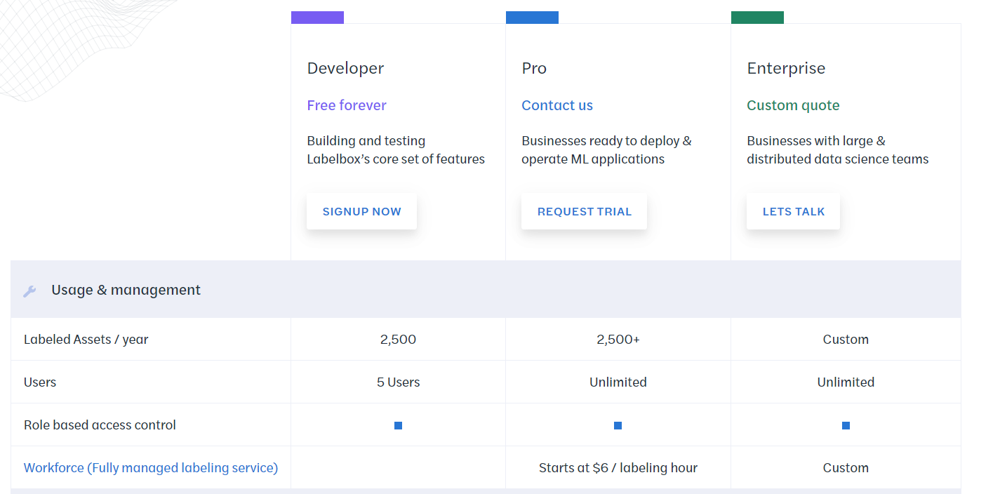 Developer
Pro
Enterprise
Free forever
Contact us
Custom quote
Building and testing
Labelbox’s core set of features
Businesses ready to deploy &
operate ML applications
Businesses with large &
distributed data science teams
SIGNUP NOW
REQUEST TRIAL
LETS TALK
Usage & management
Labeled Assets / year 2,500 2,500+ Custom
Users 5 Users Unlimited Unlimited
Role based access control
Workforce (Fully managed labeling service) Starts at $6 / labeling hour Custom